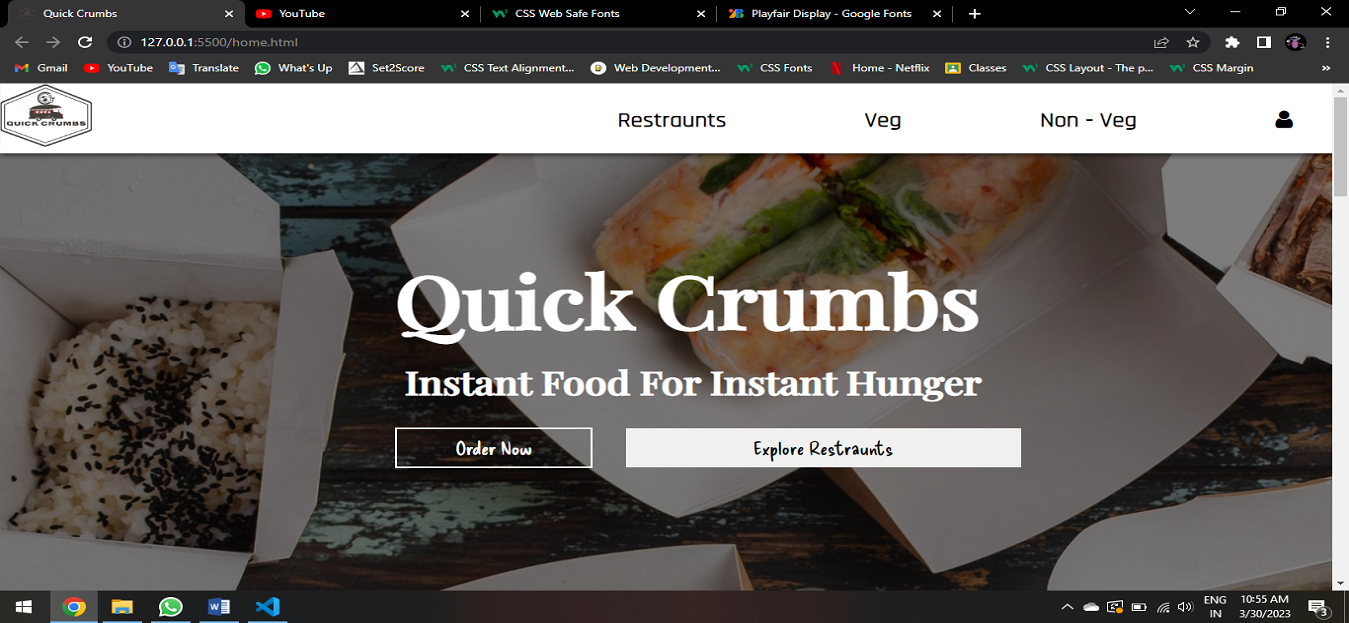 Quick Crumbs
YouTube
CSS Web Safe Fonts
Playfair Display - Google Fonts
127.0.0.1:5500/home.html
Gmail
YouTube
Translate
What's Up
Set2Score
CSS Text Alignment...
Web Development...
CSS Fonts
Home - Netflix
Classes
CSS Layout - The p...
CSS Margin
QUICK CRUMBS
Restraunts
Veg
Non - Veg
Quick Crumbs
Instant Food For Instant Hunger
Order Now
Explore Restraunts
ENG
IN
10:55 AM
3/30/2023
3